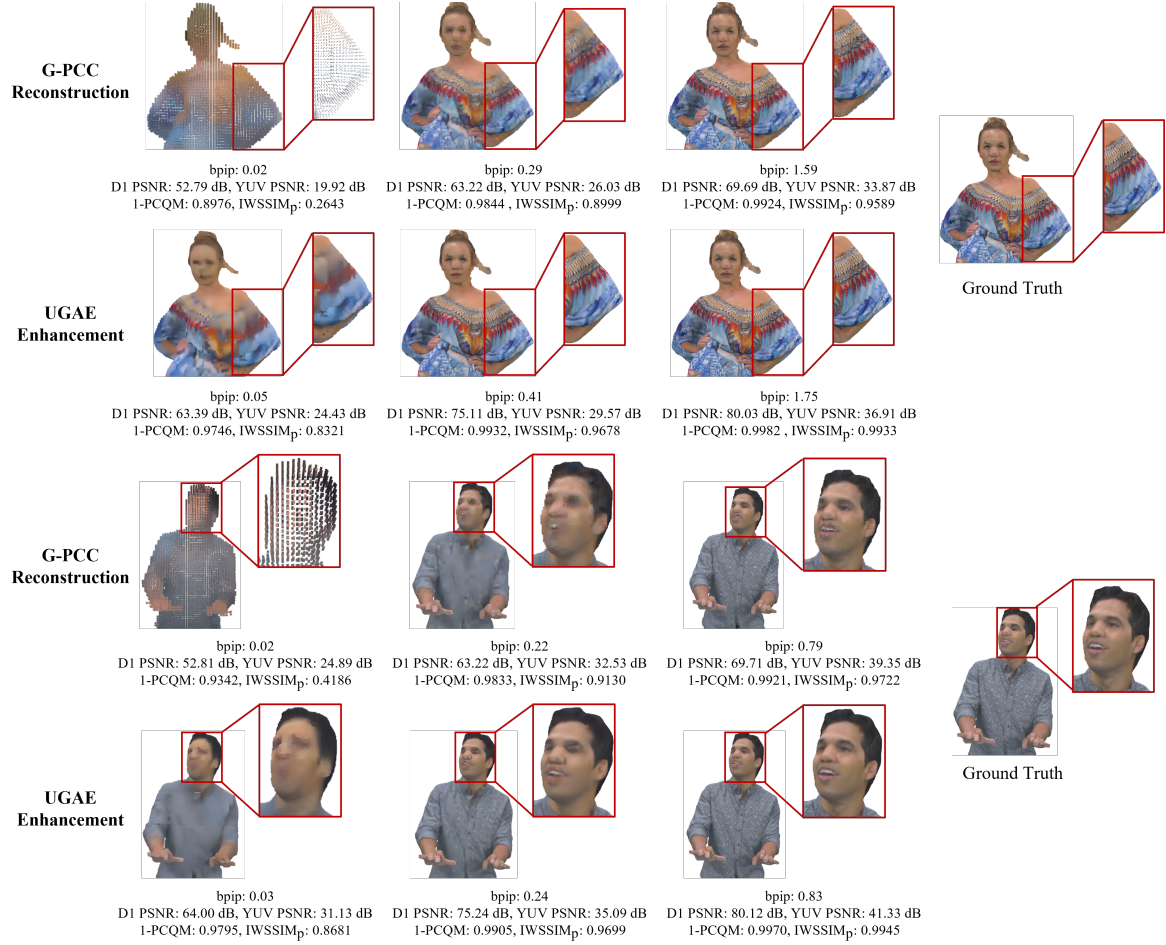 G-PCC
Reconstruction
bpip: 0.02
D1 PSNR: 52.79 dB, YUV PSNR: 19.92 dB
1-PCQM: 0.8976, IWSSIMp: 0.2643
bpip: 0.29
D1 PSNR: 63.22 dB, YUV PSNR: 26.03 dB
1-PCQM: 0.9844 , IWSSIMp: 0.8999
bpip: 1.59
D1 PSNR: 69.69 dB, YUV PSNR: 33.87 dB
1-PCQM: 0.9924, IWSSIMp: 0.9589
Ground Truth
UGAE
Enhancement
bpip: 0.05
D1 PSNR: 63.39 dB, YUV PSNR: 24.43 dB
1-PCQM: 0.9746, IWSSIMp: 0.8321
bpip: 0.41
D1 PSNR: 75.11 dB, YUV PSNR: 29.57 dB
1-PCQM: 0.9932, IWSSIMp: 0.9678
bpip: 1.75
D1 PSNR: 80.03 dB, YUV PSNR: 36.91 dB
1-PCQM: 0.9982 , IWSSIMp: 0.9933
G-PCC
Reconstruction
bpip: 0.02
D1 PSNR: 52.81 dB, YUV PSNR: 24.89 dB
1-PCQM: 0.9342, IWSSIMp: 0.4186
bpip: 0.22
D1 PSNR: 63.22 dB, YUV PSNR: 32.53 dB
1-PCQM: 0.9833, IWSSIMp: 0.9130
bpip: 0.79
D1 PSNR: 69.71 dB, YUV PSNR: 39.35 dB
1-PCQM: 0.9921, IWSSIMp: 0.9722
Ground Truth
UGAE
Enhancement
bpip: 0.03
D1 PSNR: 64.00 dB, YUV PSNR: 31.13 dB
1-PCQM: 0.9795, IWSSIMp: 0.8681
bpip: 0.24
D1 PSNR: 75.24 dB, YUV PSNR: 35.09 dB
1-PCQM: 0.9905, IWSSIMp: 0.9699
bpip: 0.83
D1 PSNR: 80.12 dB, YUV PSNR: 41.33 dB
1-PCQM: 0.9970, IWSSIMp: 0.9945